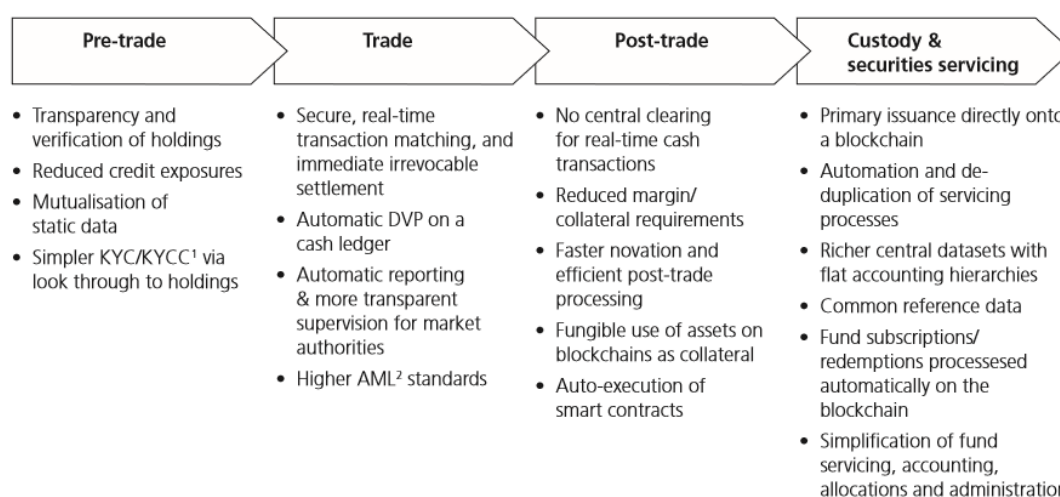 Pre-trade
• Transparency and
verification of holdings
• Reduced credit exposures
• Mutualisation of
static data
• Simpler KYC/KYCC¹ via
look through to holdings
Trade
• Secure, real-time
transaction matching, and
immediate irrevocable
settlement
• Automatic DVP on a
cash ledger
• Automatic reporting
& more transparent
supervision for market
authorities
• Higher AML² standards
Post-trade
• No central clearing
for real-time cash
transactions
• Reduced margin/
collateral requirements
• Faster novation and
efficient post-trade
processing
• Fungible use of assets on
blockchains as collateral
• Auto-execution of
smart contracts
Custody &
securities servicing
• Primary issuance directly onto
a blockchain
• Automation and de-
duplication of servicing
processes
• Richer central datasets with
flat accounting hierarchies
• Common reference data
• Fund subscriptions/
redemptions processesed
automatically on the
blockchain
• Simplification of fund
servicing, accounting,
allocations and administration